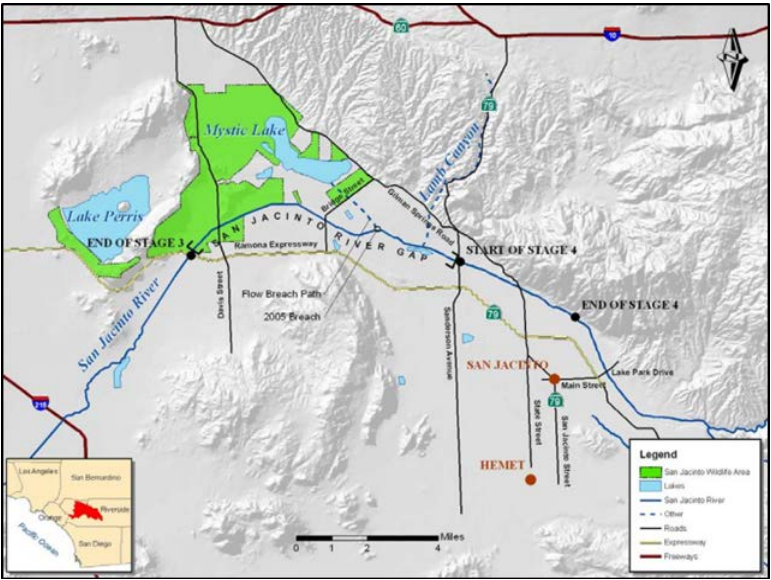 60
10
79
Mystic Lake
Lamb Canyon
Lake Perris
Bridge Street
Gilman Springs Road
END OF STAGE 3
SAN JACINTO RIVER GAP
START OF STAGE 4
Ramona Expressway
San Jacinto River
Davis Street
Flow Breach Path
2005 Breach
END OF STAGE 4
79
Sanderson Avenue
SAN JACINTO
Lake Park Drive
Main Street
79
215
State Street
San Jacinto Street
HEMET
Los Angeles
San Bernardino
Orange
Riverside
San Diego
Pacific Ocean
0 1 2 4
Miles
Legend
San Jacinto Wildlife Area
Lakes
San Jacinto River
Other
Roads
Expressway
Freeways